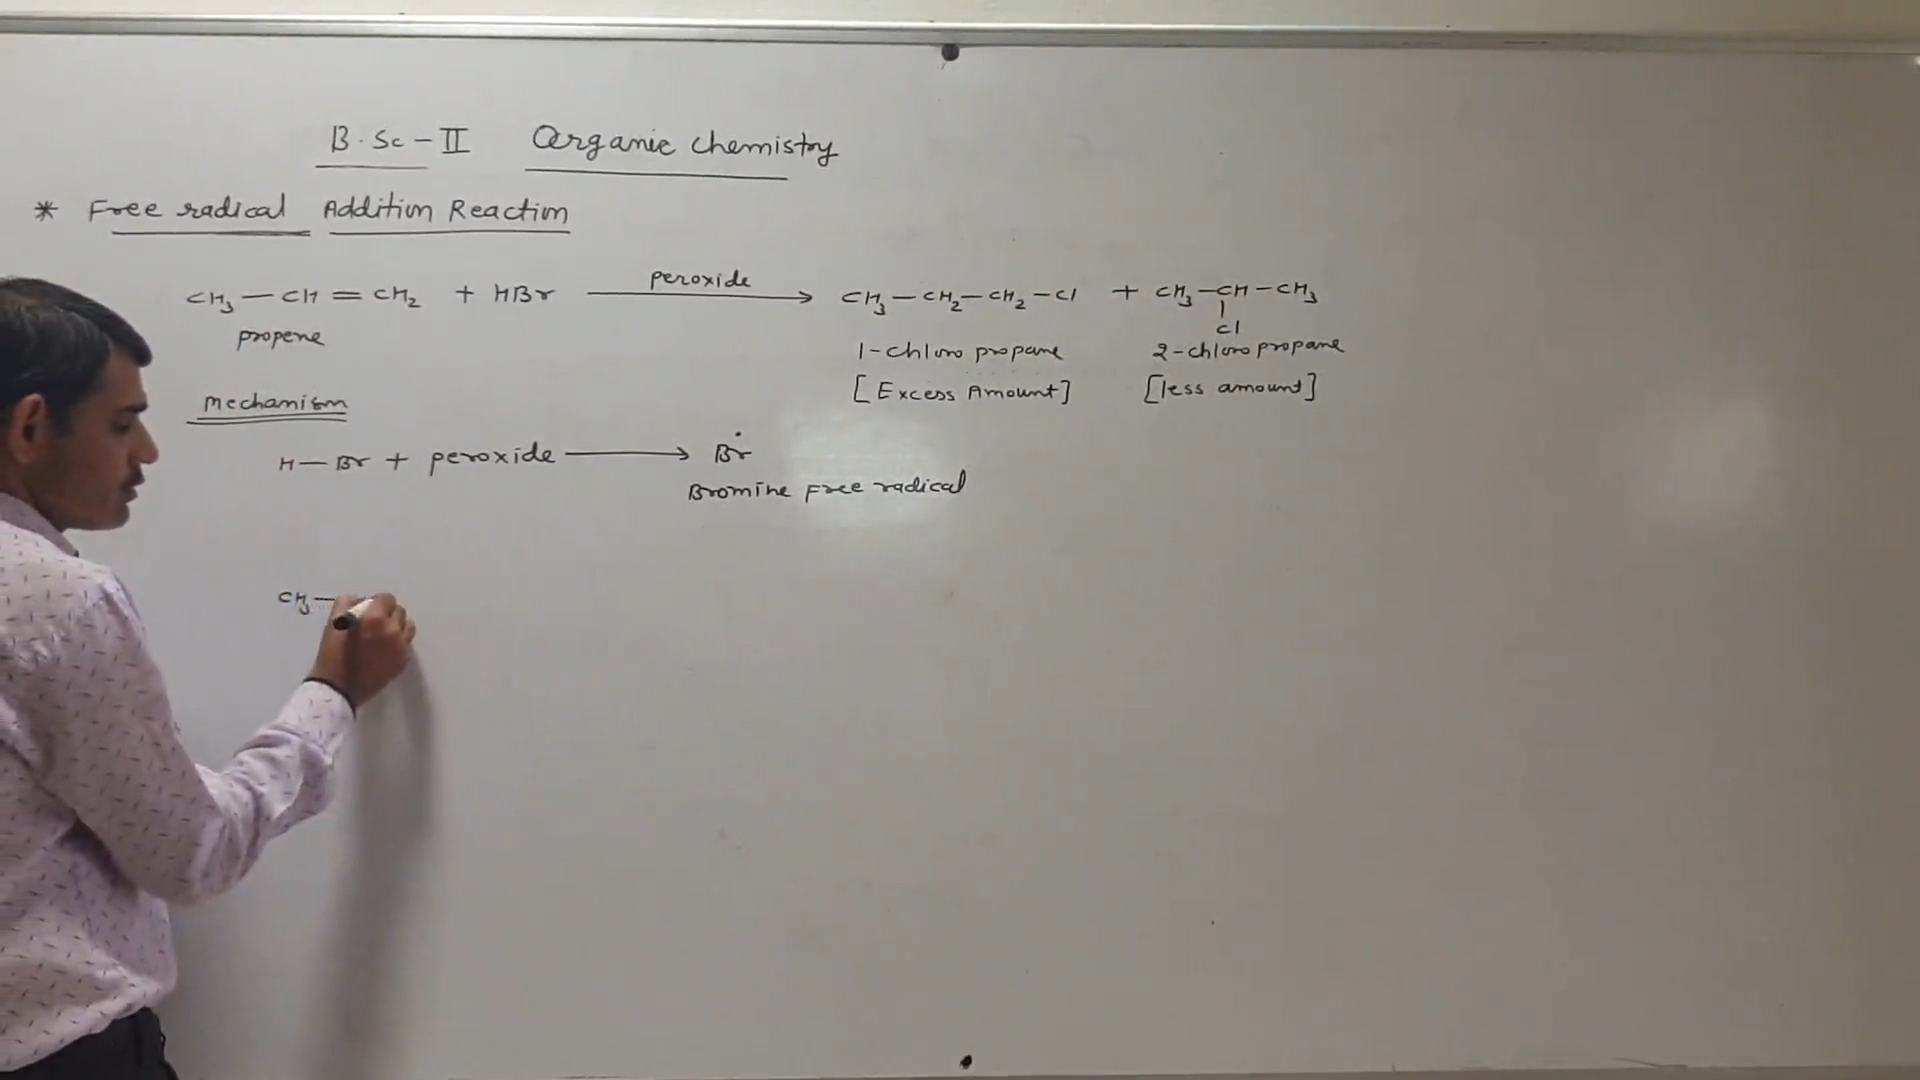 B.Sc-II Organic chemistry
* Free radical Addition Reaction
CH3 — CH = CH2 + HBr —peroxide→ CH3 — CH2 — CH2 — Cl + CH3 — CH — CH3
Cl
propene 1-chloro propane 2-chloro propane
[Excess Amount] [less amount]
Mechanism
H — Br + peroxide ⟶ Ḃr
Bromine Free radical
CH3 —